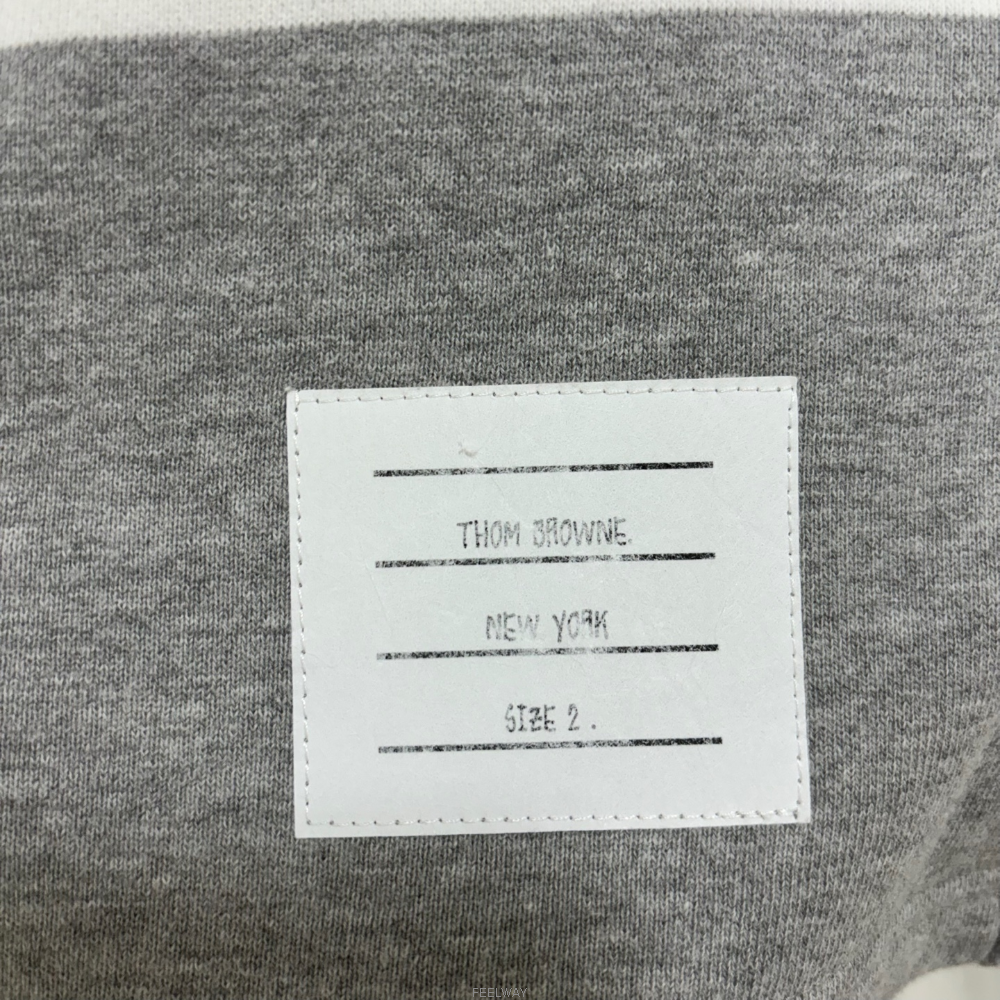 THOM BROWNE.
NEW YORK
SIZE 2 .
FEELWAY